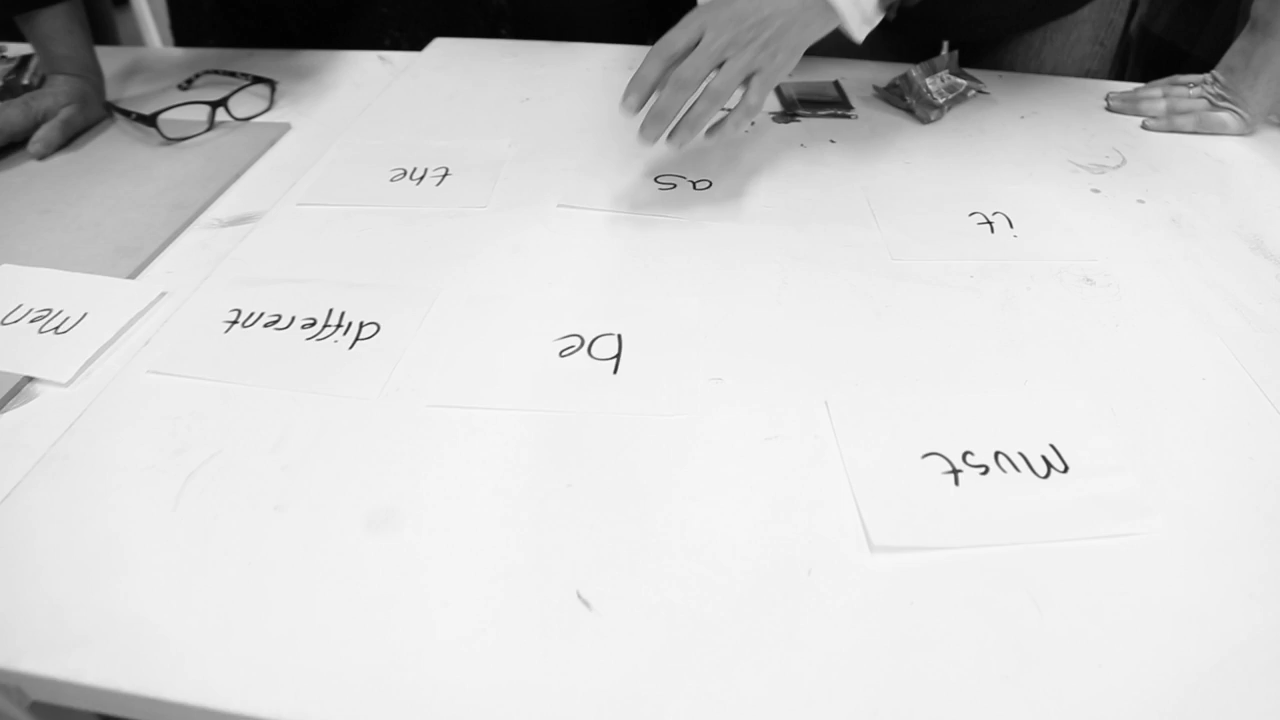 must
be
different
Men
it
as
the